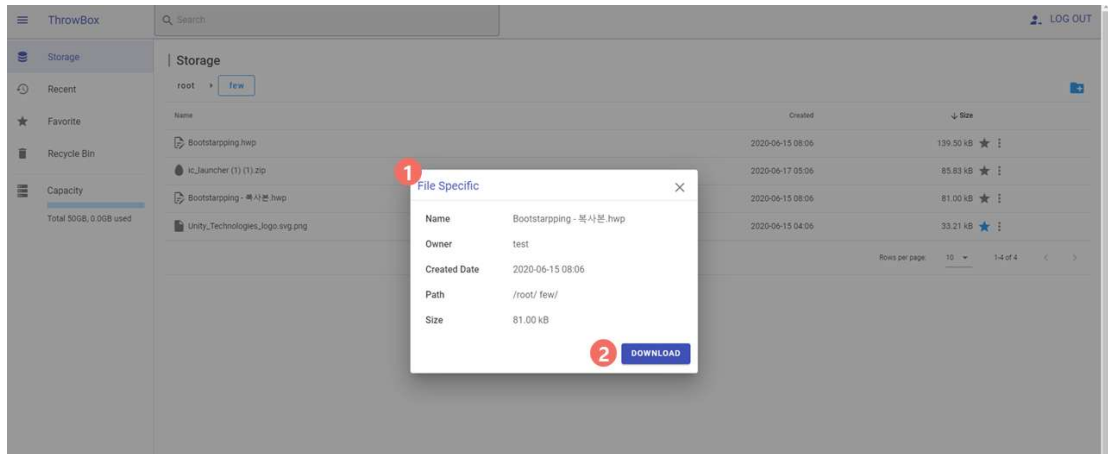 ThrowBox
Search
LOG OUT
Storage
Recent
Favorite
Recycle Bin
Capacity
Total 50GB, 0.0GB used
Storage
root › few
Name Created ↓ Size
Bootstarpping.hwp 2020-06-15 08:06 139.50 kB
ic_launcher (1) (1).zip 2020-06-17 05:06 85.83 kB
Bootstarpping - 복사본.hwp 2020-06-15 08:06 81.00 kB
Unity_Technologies_logo.svg.png 2020-06-15 04:06 33.21 kB
Rows per page: 10 1-4 of 4
1
File Specific
Name Bootstarpping - 복사본.hwp
Owner test
Created Date 2020-06-15 08:06
Path /root/ few/
Size 81.00 kB
2 DOWNLOAD